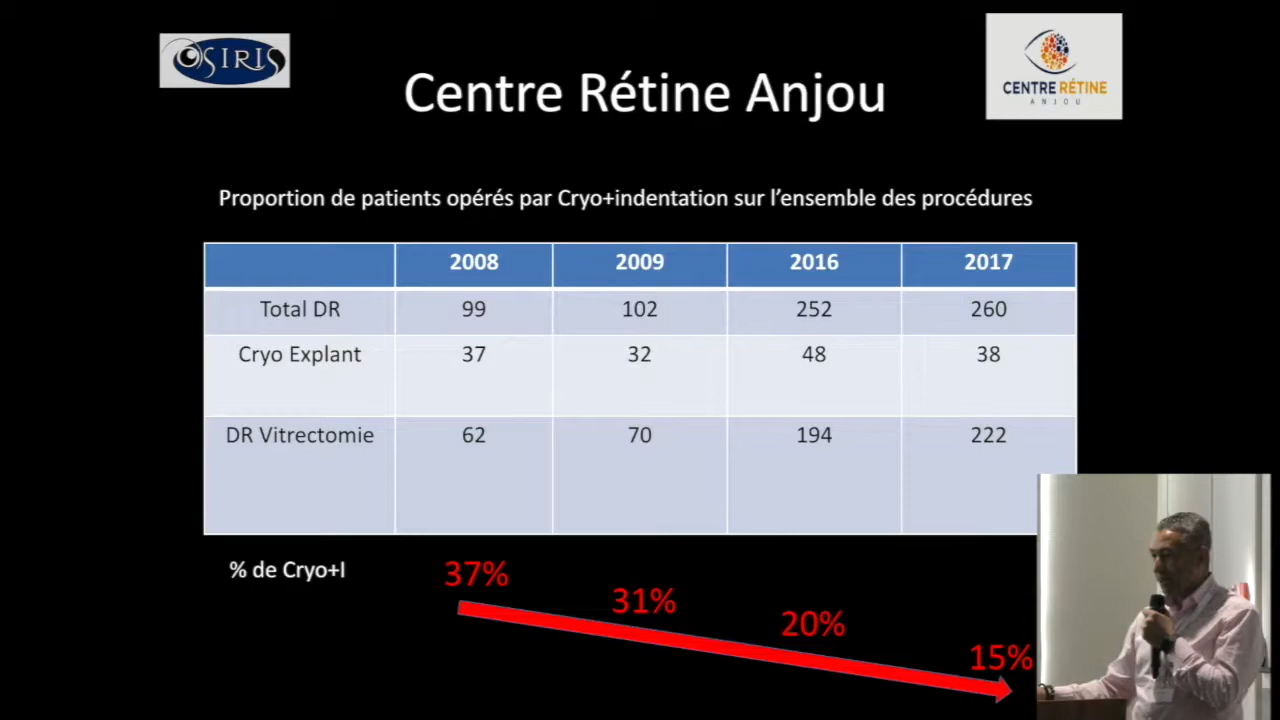 OSIRIS
CENTRE RÉTINE
ANJOU
Centre Rétine Anjou
Proportion de patients opérés par Cryo+indentation sur l'ensemble des procédures
2008 2009 2016 2017
Total DR 99 102 252 260
Cryo Explant 37 32 48 38
DR Vitrectomie 62 70 194 222
% de Cryo+I 37% 31% 20% 15%